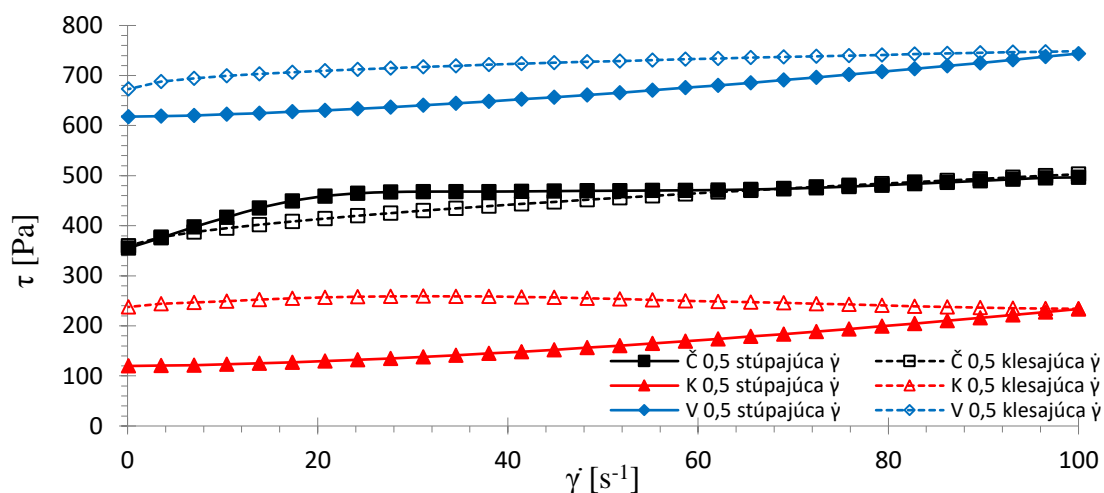 800
700
600
500
400
300
200
100
0
τ [Pa]
0 20 40 60 80 100
γ̇ [s⁻¹]
Č 0,5 stúpajúca γ̇ Č 0,5 klesajúca γ̇
K 0,5 stúpajúca γ̇ K 0,5 klesajúca γ̇
V 0,5 stúpajúca γ̇ V 0,5 klesajúca γ̇